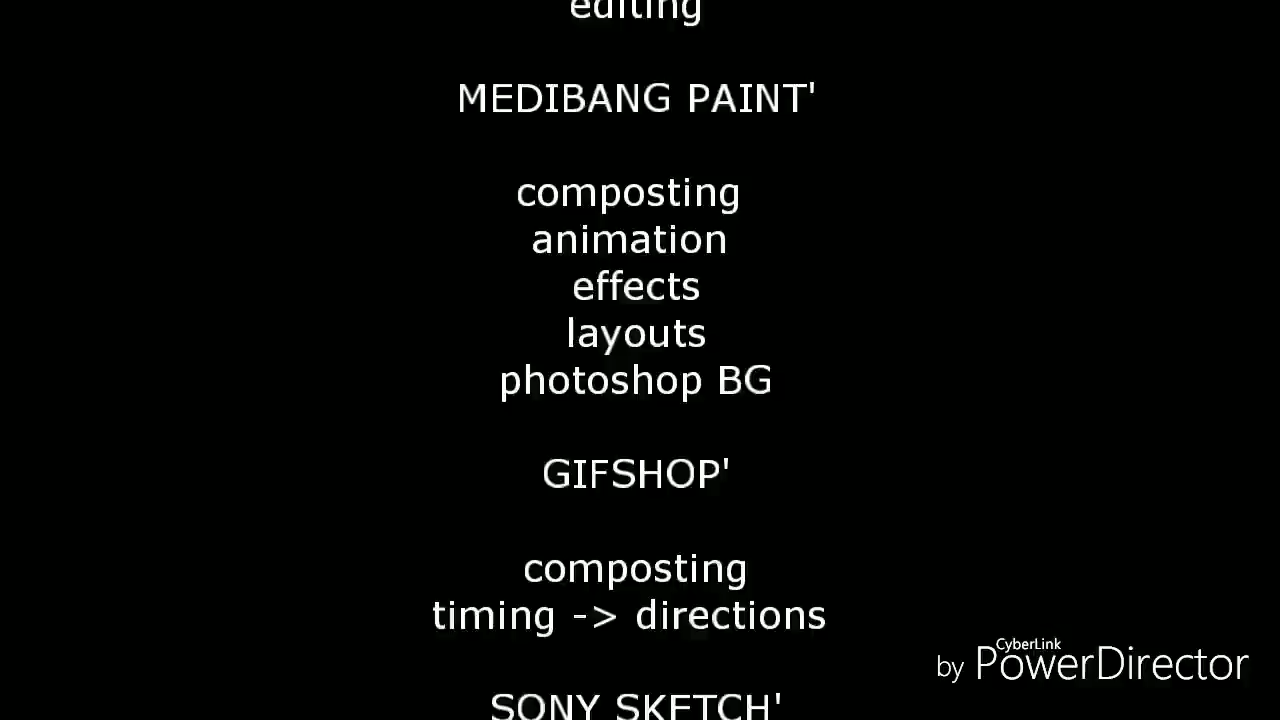 editing
MEDIBANG PAINT'
composting
animation
effects
layouts
photoshop BG
GIFSHOP'
composting
timing -> directions
SONY SKETCH'
CyberLink
by PowerDirector